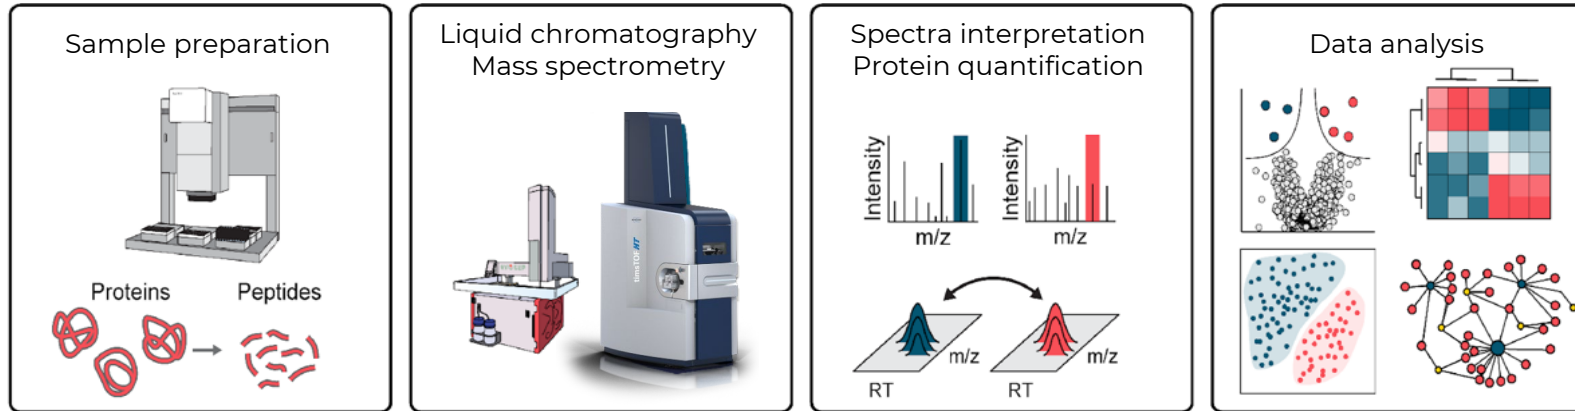 Sample preparation
Proteins
Peptides
Liquid chromatography
Mass spectrometry
timsTOF HT
Spectra interpretation
Protein quantification
Intensity
m/z
Intensity
m/z
m/z
RT
m/z
RT
Data analysis